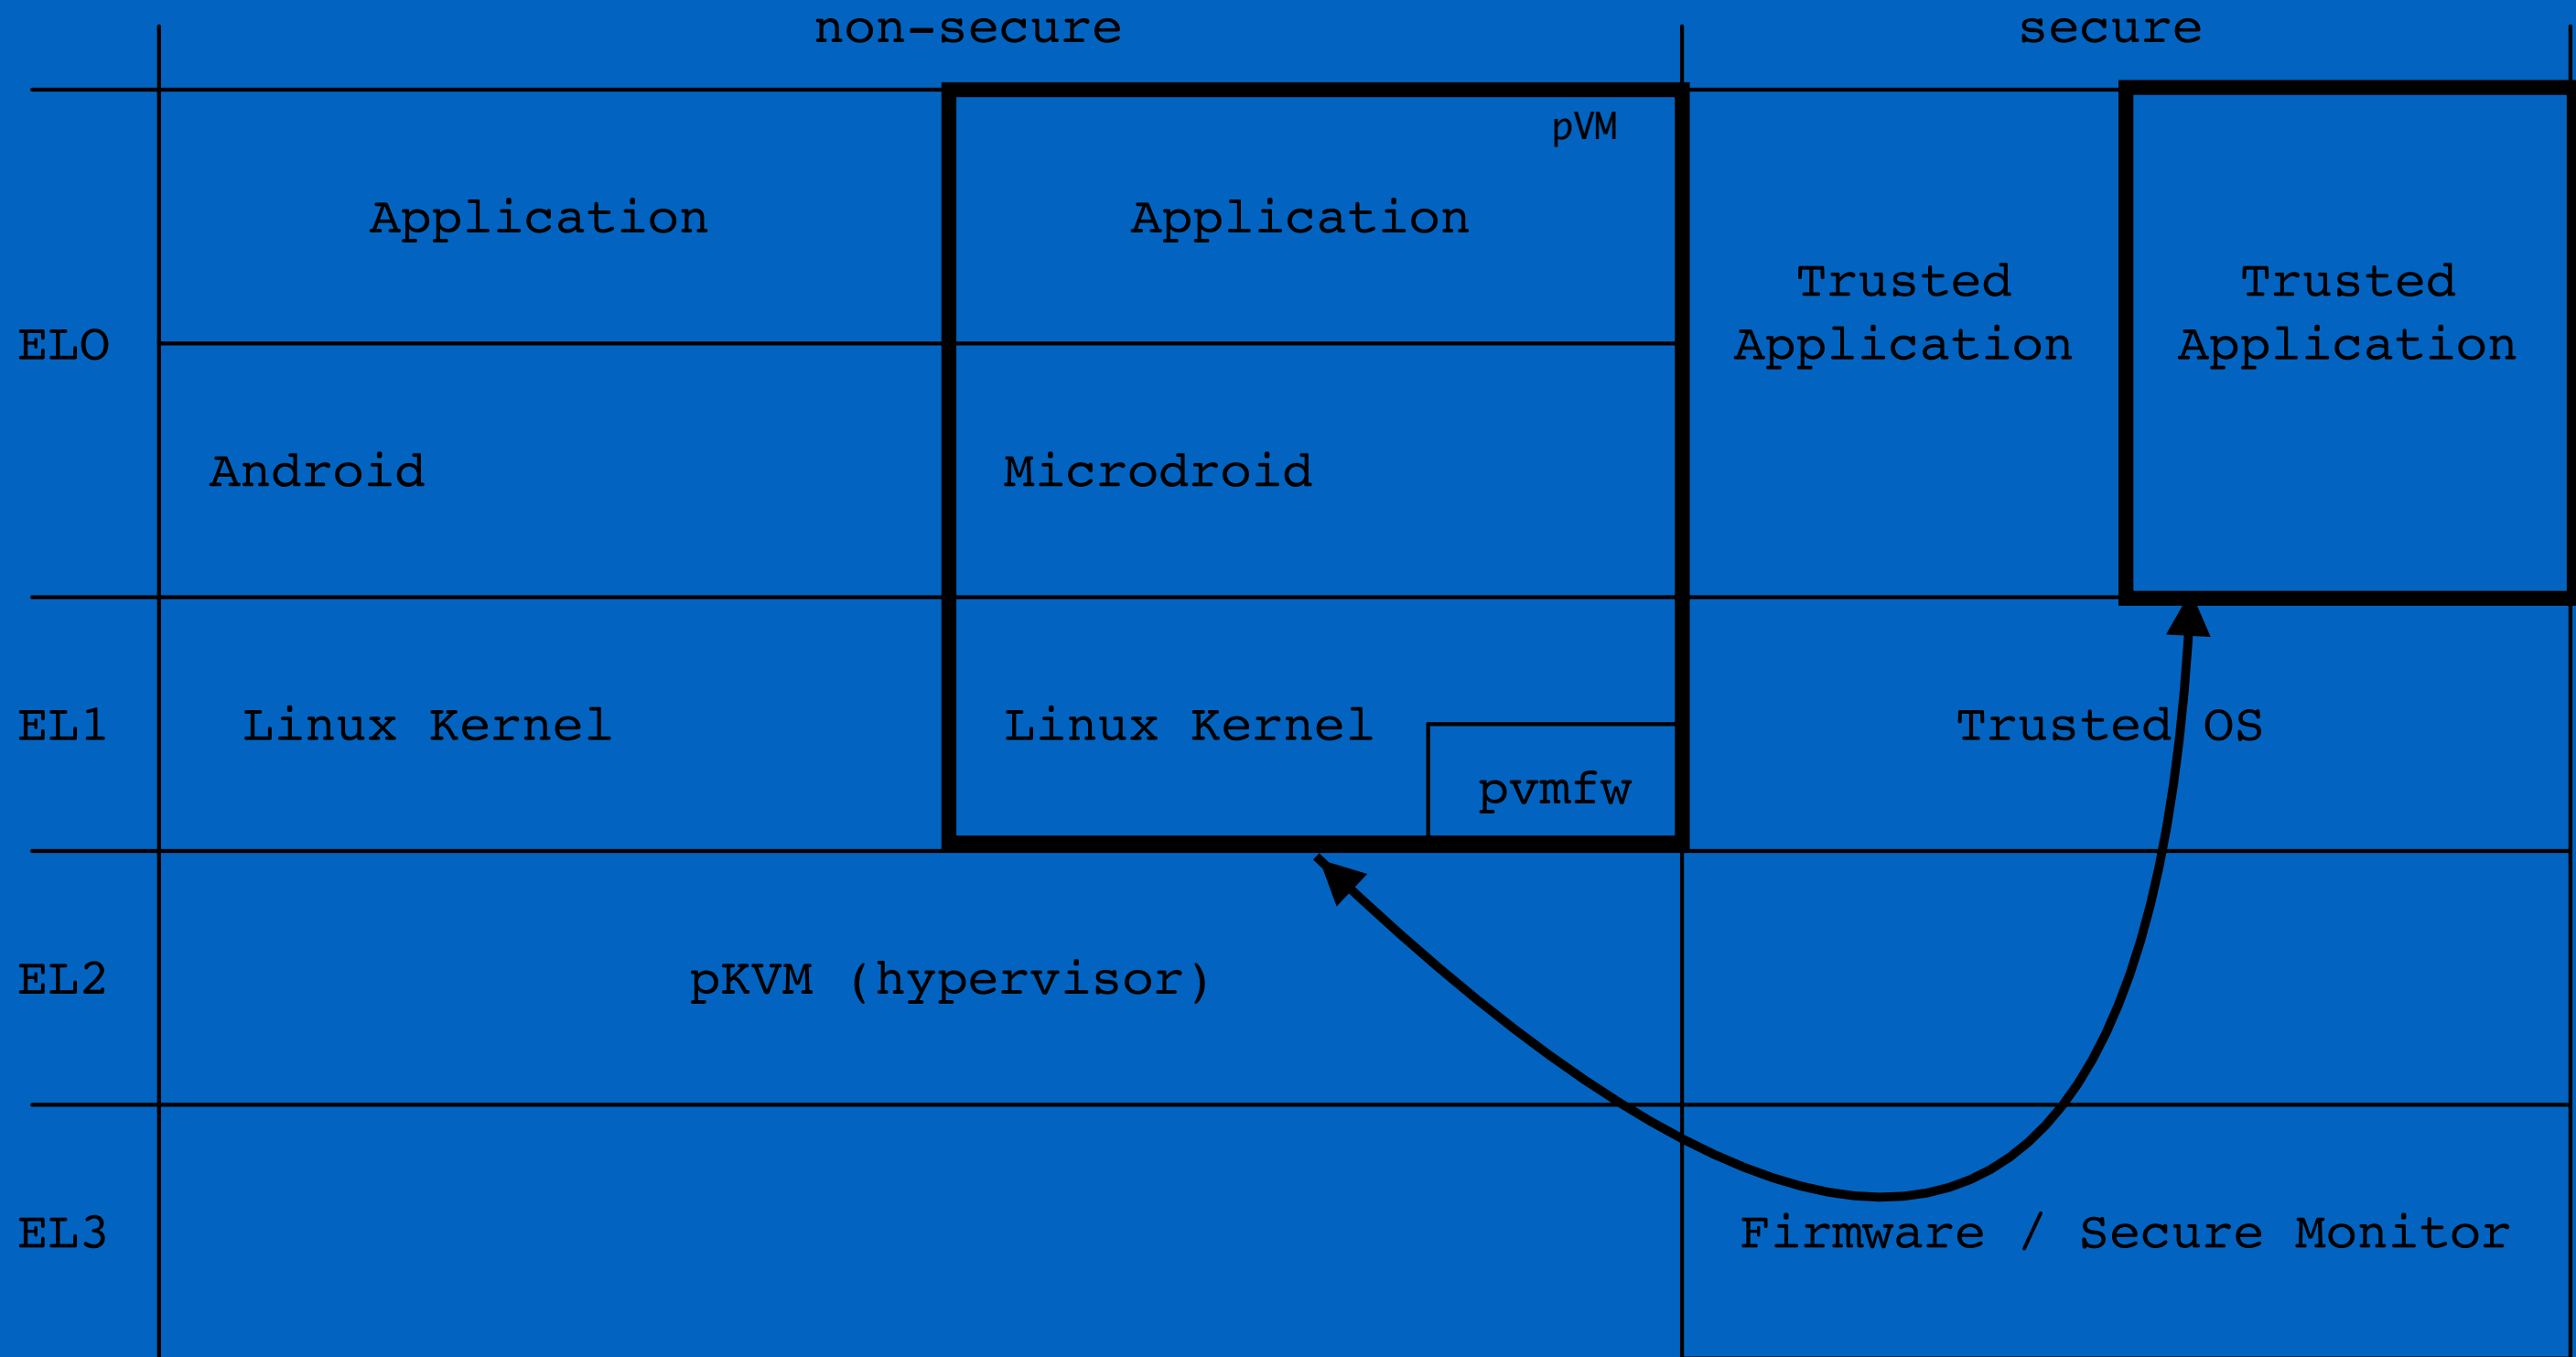 non-secure
secure
pVM
Application
Application
Trusted
Application
Trusted
Application
EL0
Android
Microdroid
EL1
Linux Kernel
Linux Kernel
pvmfw
Trusted OS
EL2
pKVM (hypervisor)
EL3
Firmware / Secure Monitor